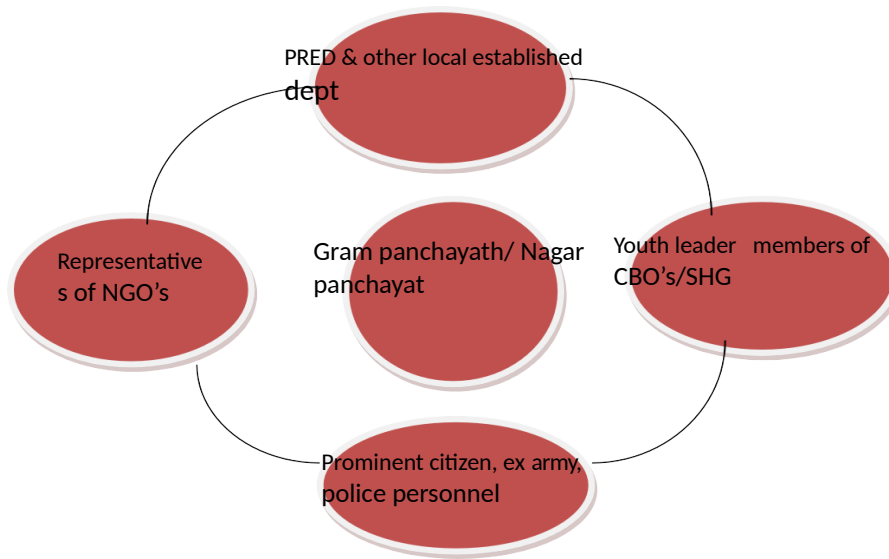 PRED & other local established
dept
Representative
s of NGO’s
Gram panchayath/ Nagar
panchayat
Youth leader members of
CBO’s/SHG
Prominent citizen, ex army,
police personnel